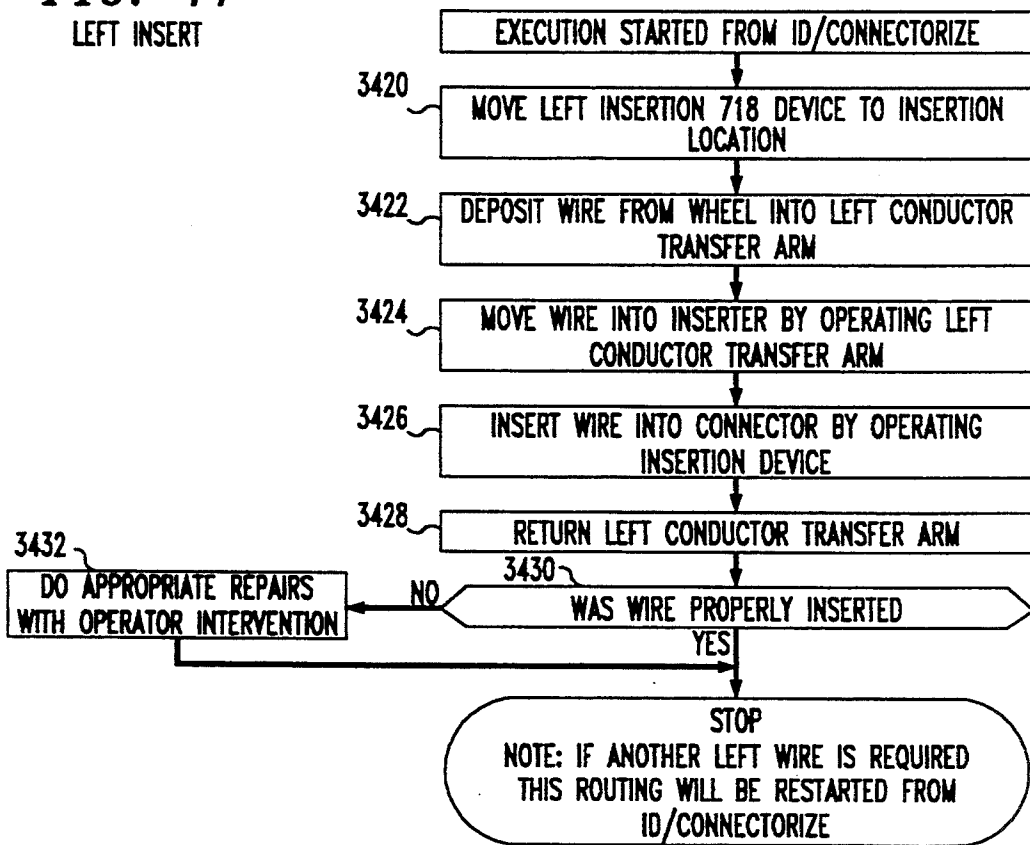 LEFT INSERT
EXECUTION STARTED FROM ID/CONNECTORIZE
3420
MOVE LEFT INSERTION 718 DEVICE TO INSERTION
LOCATION
3422
DEPOSIT WIRE FROM WHEEL INTO LEFT CONDUCTOR
TRANSFER ARM
3424
MOVE WIRE INTO INSERTER BY OPERATING LEFT
CONDUCTOR TRANSFER ARM
3426
INSERT WIRE INTO CONNECTOR BY OPERATING
INSERTION DEVICE
3428
RETURN LEFT CONDUCTOR TRANSFER ARM
3430
WAS WIRE PROPERLY INSERTED
NO
3432
DO APPROPRIATE REPAIRS
WITH OPERATOR INTERVENTION
YES
STOP
NOTE: IF ANOTHER LEFT WIRE IS REQUIRED
THIS ROUTING WILL BE RESTARTED FROM
ID/CONNECTORIZE